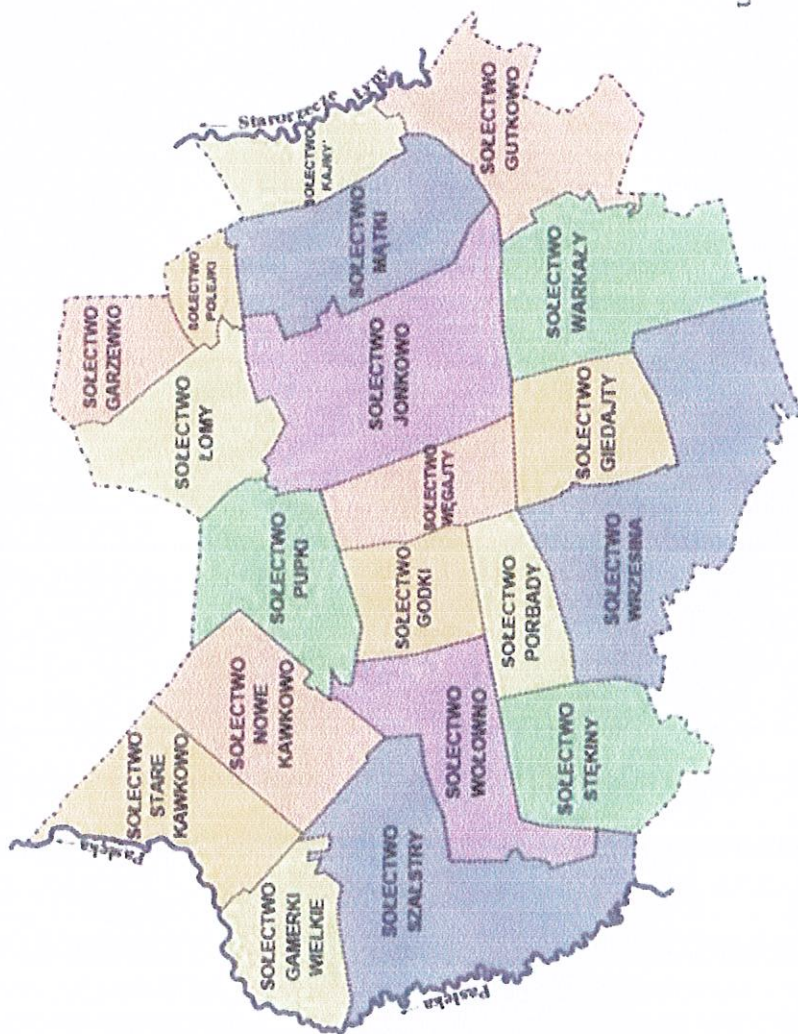 Pasłęka
SOŁECTWO
STARE
KAWKOWO
SOŁECTWO
GARZEWKO
SOŁECTWO
ŁOMY
SOŁECTWO
POLEJKI
SOŁECTWO
GAMERKI
WIELKIE
SOŁECTWO
NOWE
KAWKOWO
SOŁECTWO
PUPKI
SOŁECTWO
KAJNY
Starorzecze Łyny
SOŁECTWO
MĄTKI
SOŁECTWO
JONKOWO
SOŁECTWO
SZAŁSTRY
SOŁECTWO
GODKI
SOŁECTWO
WĘGAJTY
SOŁECTWO
WOŁOWNO
Pasłęka
SOŁECTWO
GUTKOWO
SOŁECTWO
PORBADY
SOŁECTWO
WARKAŁY
SOŁECTWO
STĘKINY
SOŁECTWO
GIEDAJTY
SOŁECTWO
WRZESINA